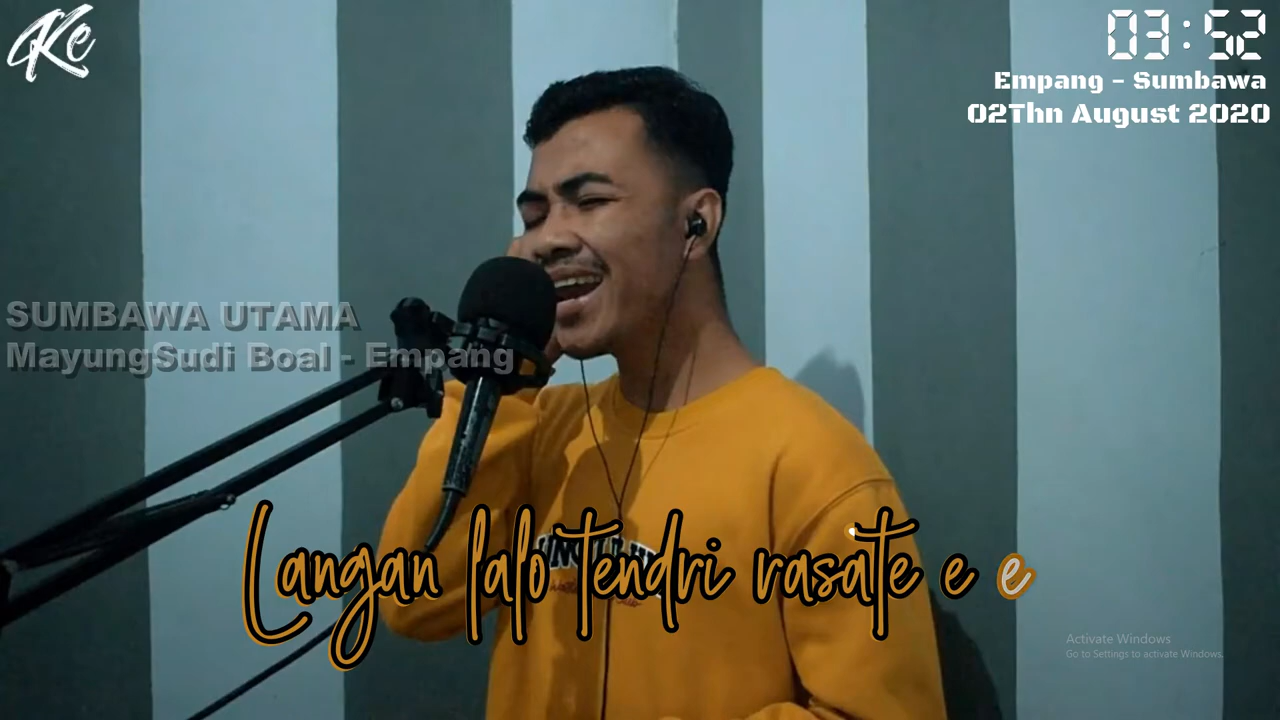 Ke
03:52
Empang - Sumbawa
02Thn August 2020
SUMBAWA UTAMA
MayungSudi Boal - Empang
Langan lalo tendri rasate e e
Activate Windows
Go to Settings to activate Windows.